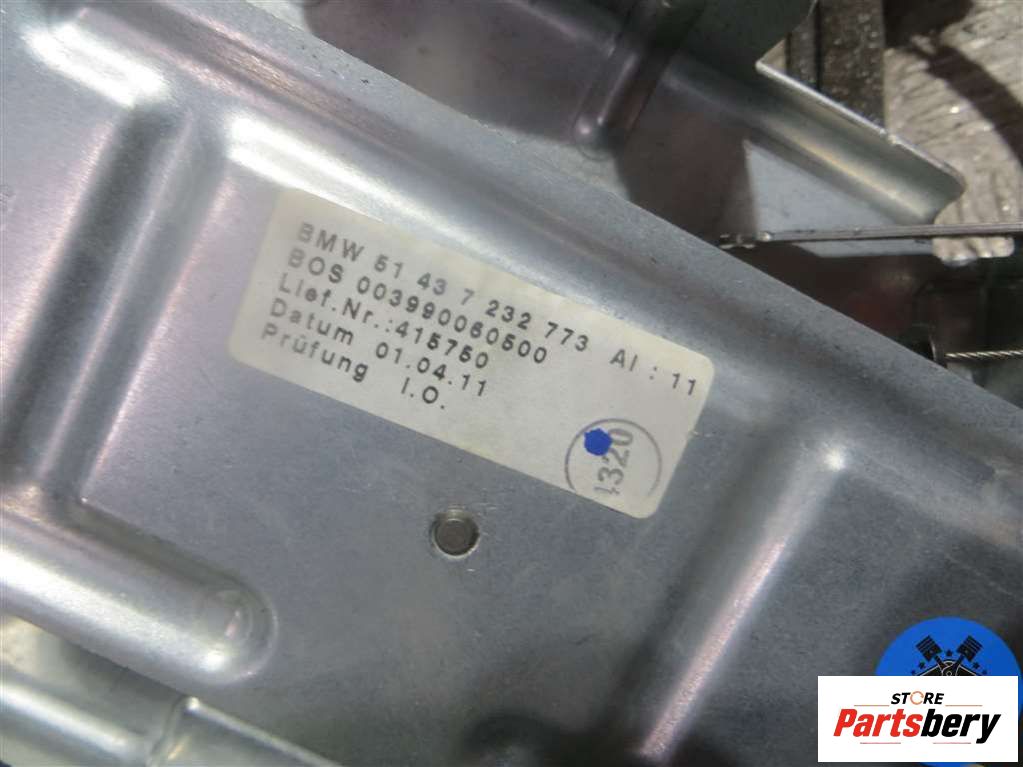 BMW 51 43 7 232 773 AI : 11
BOS 003990060500
Lief.Nr.:415750
Datum 01.04.11
Prüfung I.O.
4320
STORE
Partsbery